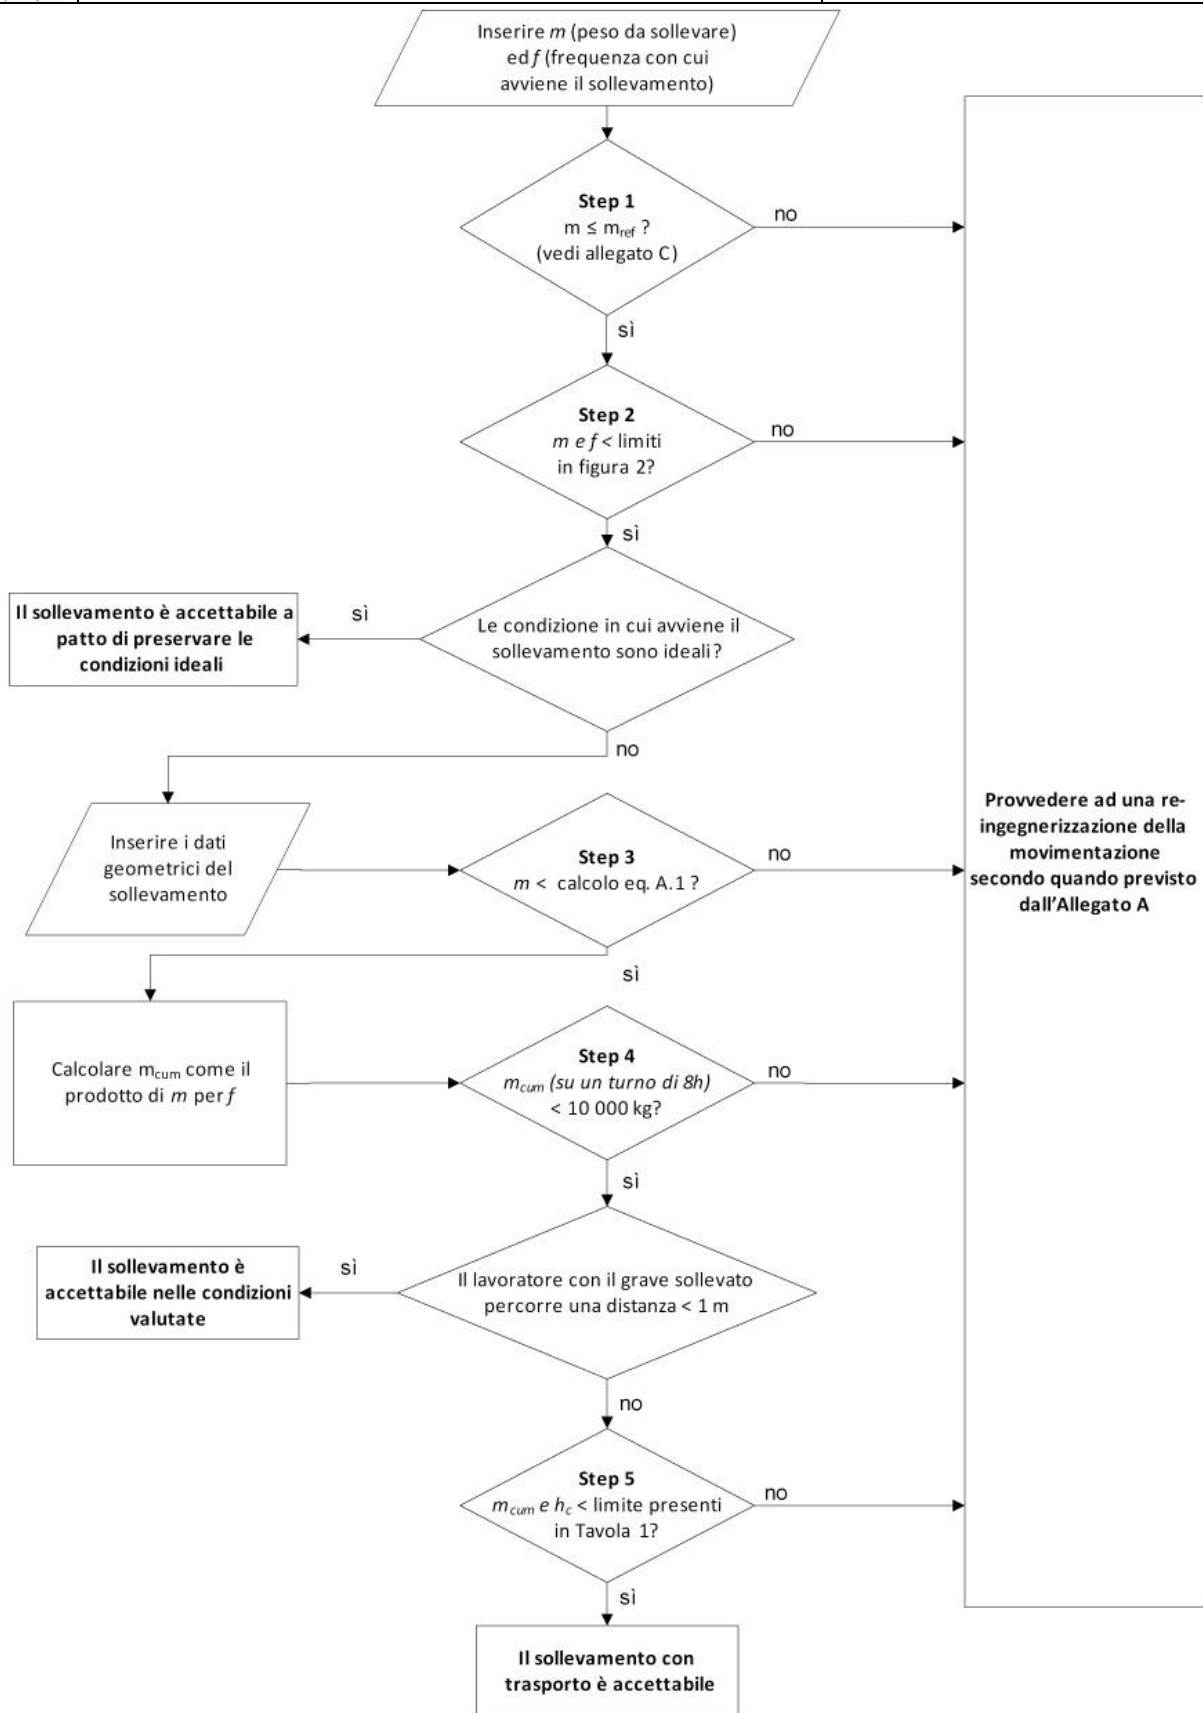 Inserire m (peso da sollevare)
ed f (frequenza con cui
avviene il sollevamento)
Step 1
m ≤ mref ?
(vedi allegato C)
no
sì
Step 2
m e f < limiti
in figura 2?
no
sì
Il sollevamento è accettabile a
patto di preservare le
condizioni ideali
sì
Le condizione in cui avviene il
sollevamento sono ideali?
no
Inserire i dati
geometrici del
sollevamento
Step 3
m < calcolo eq. A.1 ?
no
Provvedere ad una re-
ingegnerizzazione della
movimentazione
secondo quando previsto
dall'Allegato A
sì
Calcolare mcum come il
prodotto di m per f
Step 4
mcum (su un turno di 8h)
< 10 000 kg?
no
sì
Il sollevamento è
accettabile nelle condizioni
valutate
sì
Il lavoratore con il grave sollevato
percorre una distanza < 1 m
no
Step 5
mcum e hc < limite presenti
in Tavola 1?
no
sì
Il sollevamento con
trasporto è accettabile